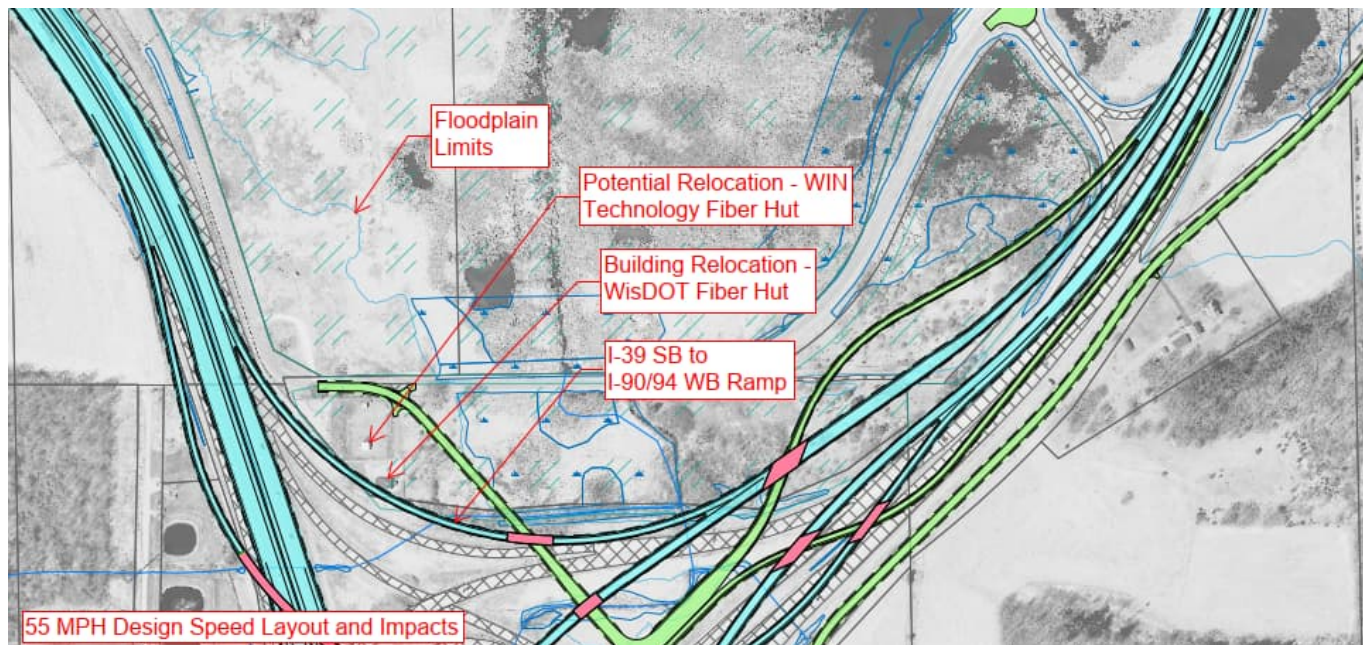 Floodplain
Limits
Potential Relocation - WIN
Technology Fiber Hut
Building Relocation -
WisDOT Fiber Hut
I-39 SB to
I-90/94 WB Ramp
55 MPH Design Speed Layout and Impacts